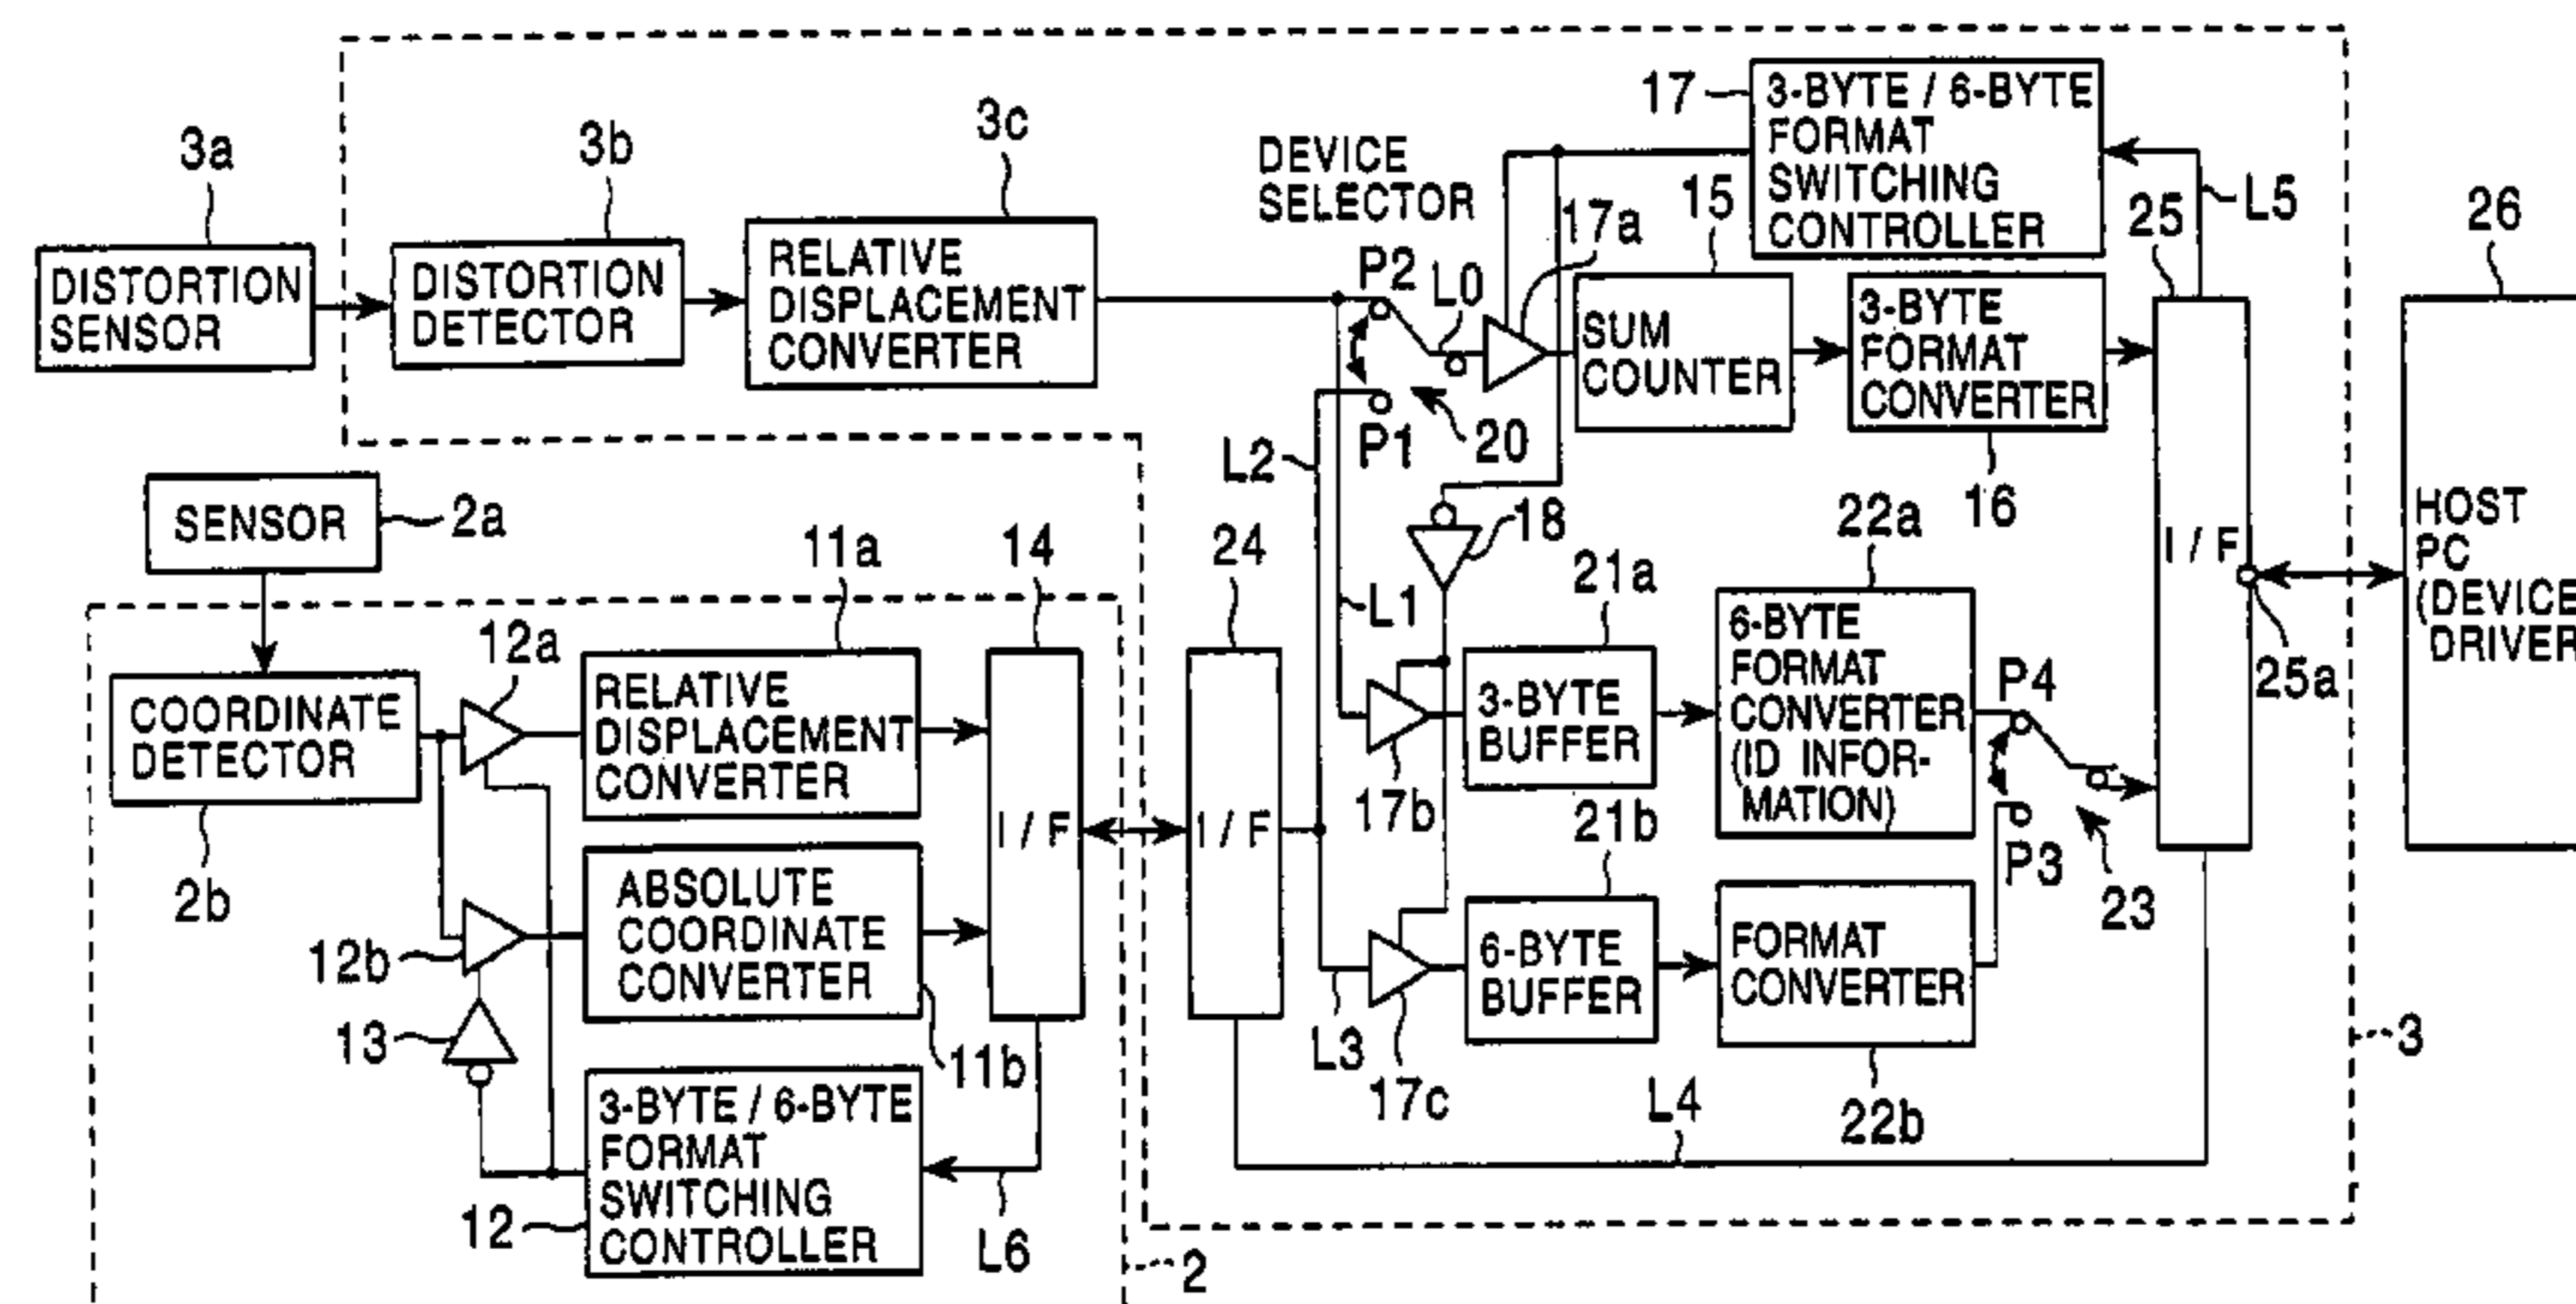 3a
3b
3c
DISTORTION
SENSOR
DISTORTION
DETECTOR
RELATIVE
DISPLACEMENT
CONVERTER
DEVICE
SELECTOR
P2
L0
P1
20
17a
17
3-BYTE / 6-BYTE
FORMAT
SWITCHING
CONTROLLER
L5
15
SUM
COUNTER
3-BYTE
FORMAT
CONVERTER
16
25
I / F
25a
26
HOST
PC
(DEVICE
DRIVER
SENSOR
2a
COORDINATE
DETECTOR
2b
12a
12b
13
11a
RELATIVE
DISPLACEMENT
CONVERTER
ABSOLUTE
COORDINATE
CONVERTER
11b
3-BYTE / 6-BYTE
FORMAT
SWITCHING
CONTROLLER
12
L6
14
I / F
2
24
I / F
L2
L1
L3
18
17b
17c
21a
3-BYTE
BUFFER
21b
6-BYTE
BUFFER
22a
6-BYTE
FORMAT
CONVERTER
(ID INFOR-
MATION)
FORMAT
CONVERTER
22b
P4
P3
23
L4
3